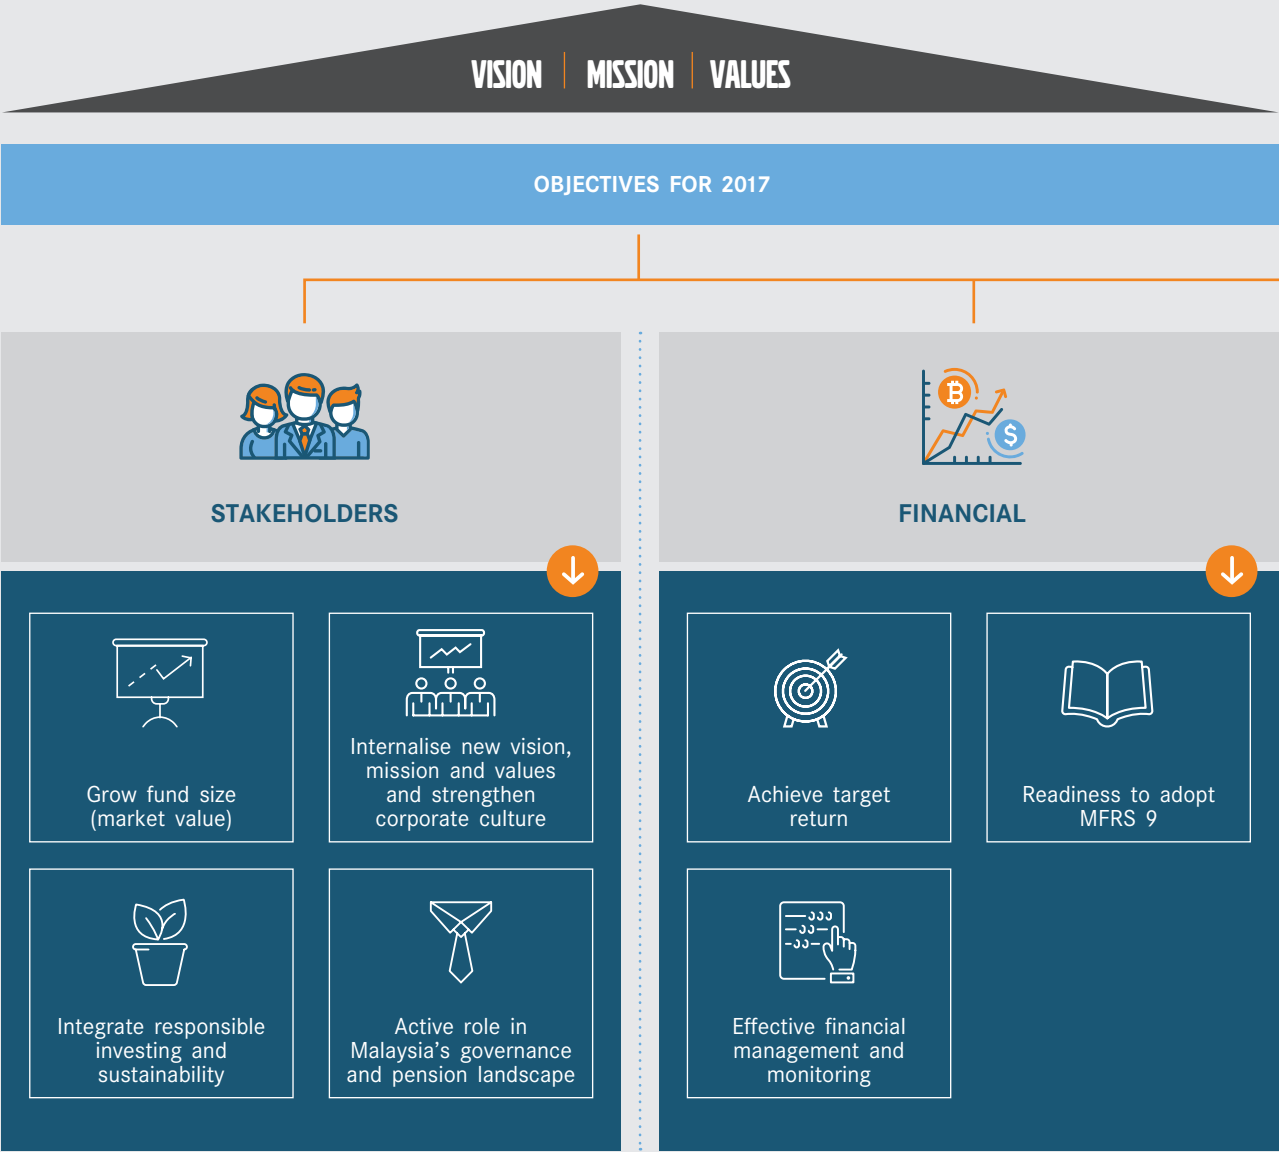 VISION | MISSION | VALUES
OBJECTIVES FOR 2017
STAKEHOLDERS
Grow fund size
(market value)
Internalise new vision,
mission and values
and strengthen
corporate culture
Integrate responsible
investing and
sustainability
Active role in
Malaysia's governance
and pension landscape
FINANCIAL
Achieve target
return
Readiness to adopt
MFRS 9
Effective financial
management and
monitoring